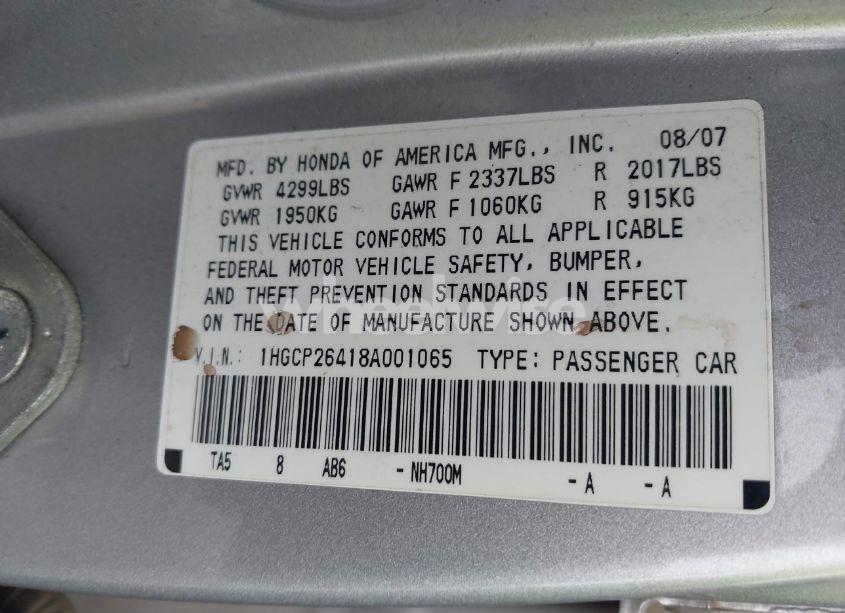 MFD. BY HONDA OF AMERICA MFG., INC. 08/07
GVWR 4299LBS GAWR F 2337LBS R 2017LBS
GVWR 1950KG GAWR F 1060KG R 915KG
THIS VEHICLE CONFORMS TO ALL APPLICABLE
FEDERAL MOTOR VEHICLE SAFETY, BUMPER,
AND THEFT PREVENTION STANDARDS IN EFFECT
ON THE DATE OF MANUFACTURE SHOWN ABOVE.
V.I.N.: 1HGCP26418A001065 TYPE: PASSENGER CAR
TA5 8 AB6 - NH700M - A - A